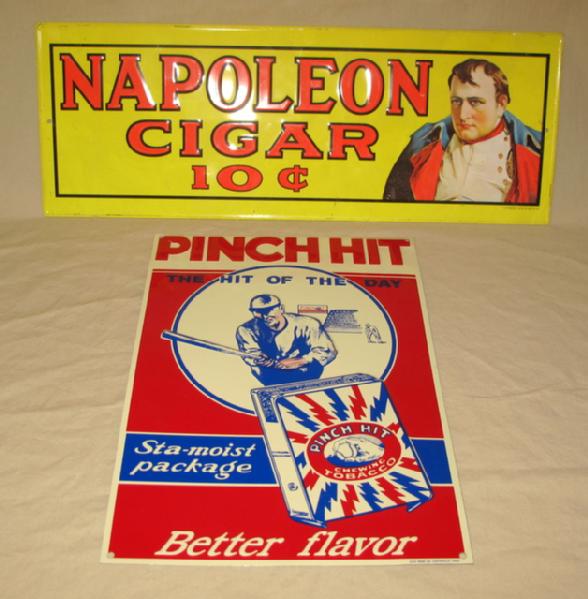 NAPOLEON
CIGAR
10¢
PINCH HIT
THE HIT OF THE DAY
PINCH HIT
CHEWING
TOBACCO
Sta-moist
package
Better flavor